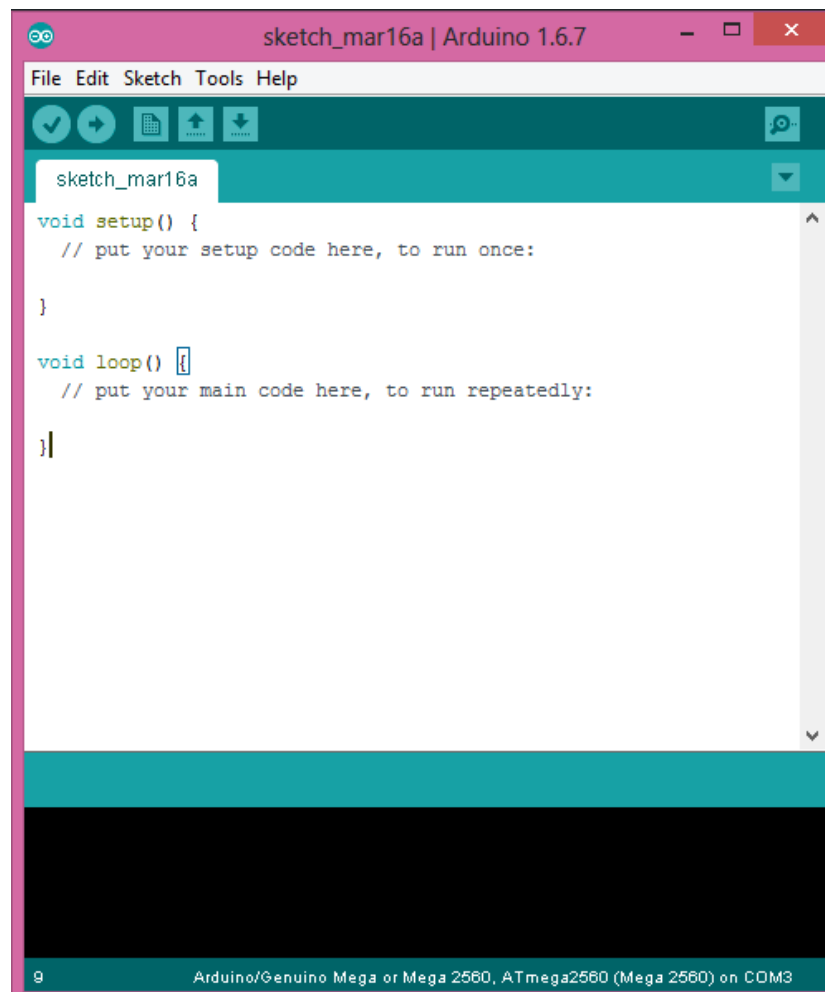 sketch_mar16a | Arduino 1.6.7
File Edit Sketch Tools Help
sketch_mar16a
void setup() {
  // put your setup code here, to run once:
}
void loop() {
  // put your main code here, to run repeatedly:
}
9 Arduino/Genuino Mega or Mega 2560, ATmega2560 (Mega 2560) on COM3